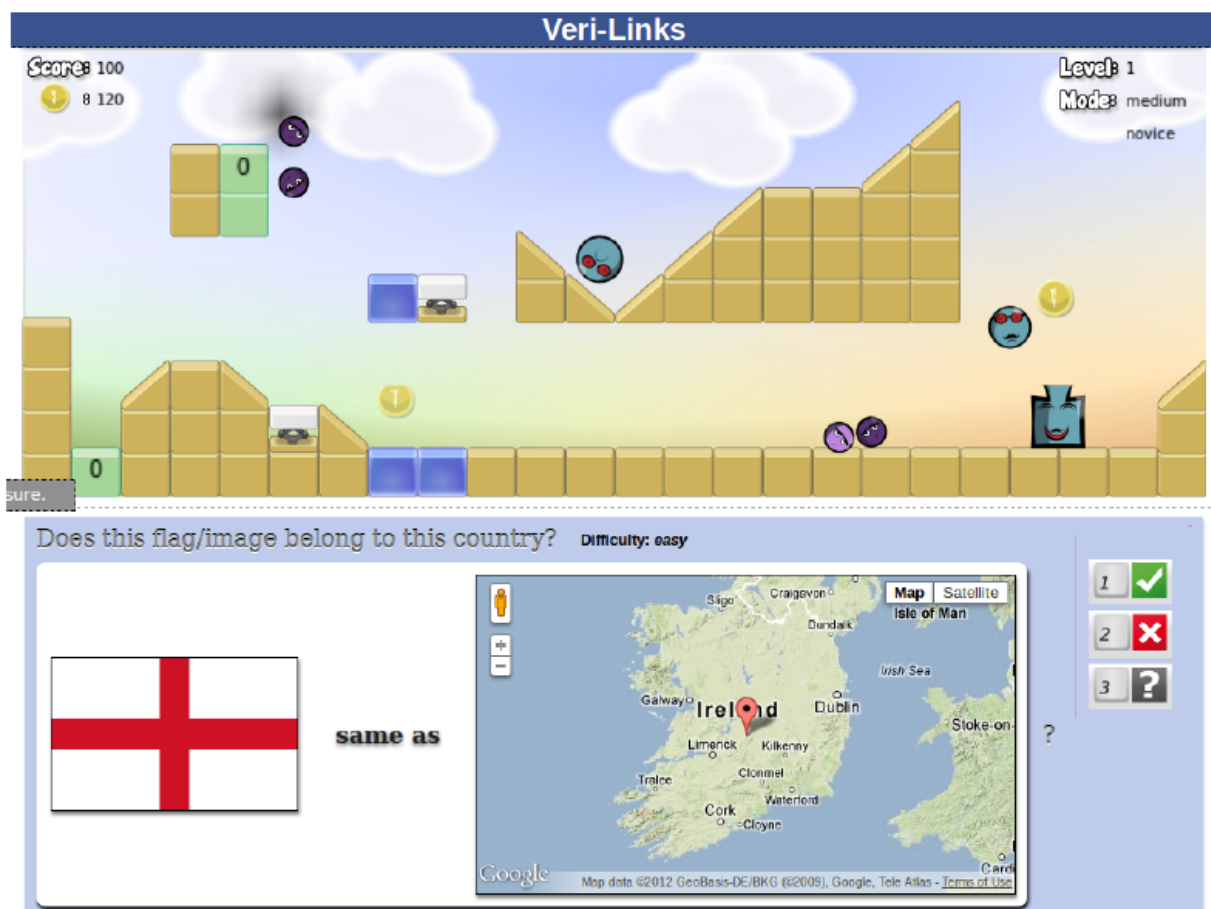 Veri-Links
Score: 100
8 120
Level: 1
Mode: medium
novice
0
0
sure.
Does this flag/image belong to this country? Difficulty: easy
1
2
3
same as
?
Map Satellite
Sligo
Craigavon
Isle of Man
Dundalk
Irish Sea
Galway
Ireland
Dublin
Stoke-on-
Limerick
Kilkenny
Tralee
Clonmel
Waterford
Cork
Cloyne
Cardi
Google
Map data ©2012 GeoBasis-DE/BKG (©2009), Google, Tele Atlas - Terms of Use